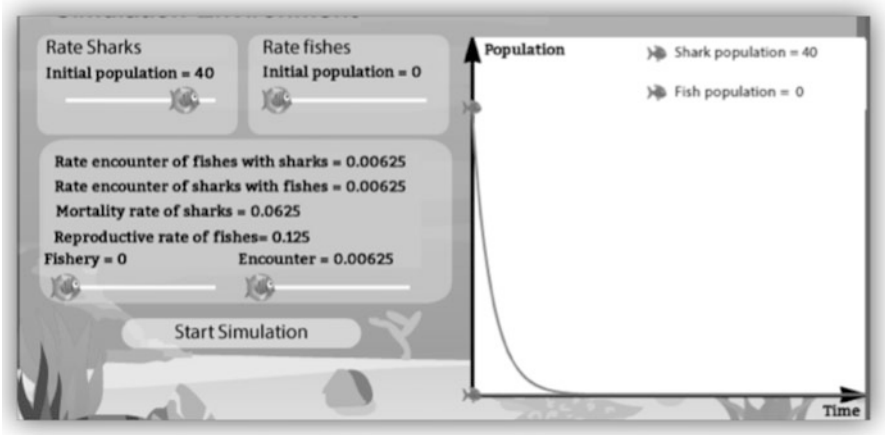 Rate Sharks
Initial population = 40
Rate fishes
Initial population = 0
Rate encounter of fishes with sharks = 0.00625
Rate encounter of sharks with fishes = 0.00625
Mortality rate of sharks = 0.0625
Reproductive rate of fishes= 0.125
Fishery = 0
Encounter = 0.00625
Start Simulation
Population
Shark population = 40
Fish population = 0
Time